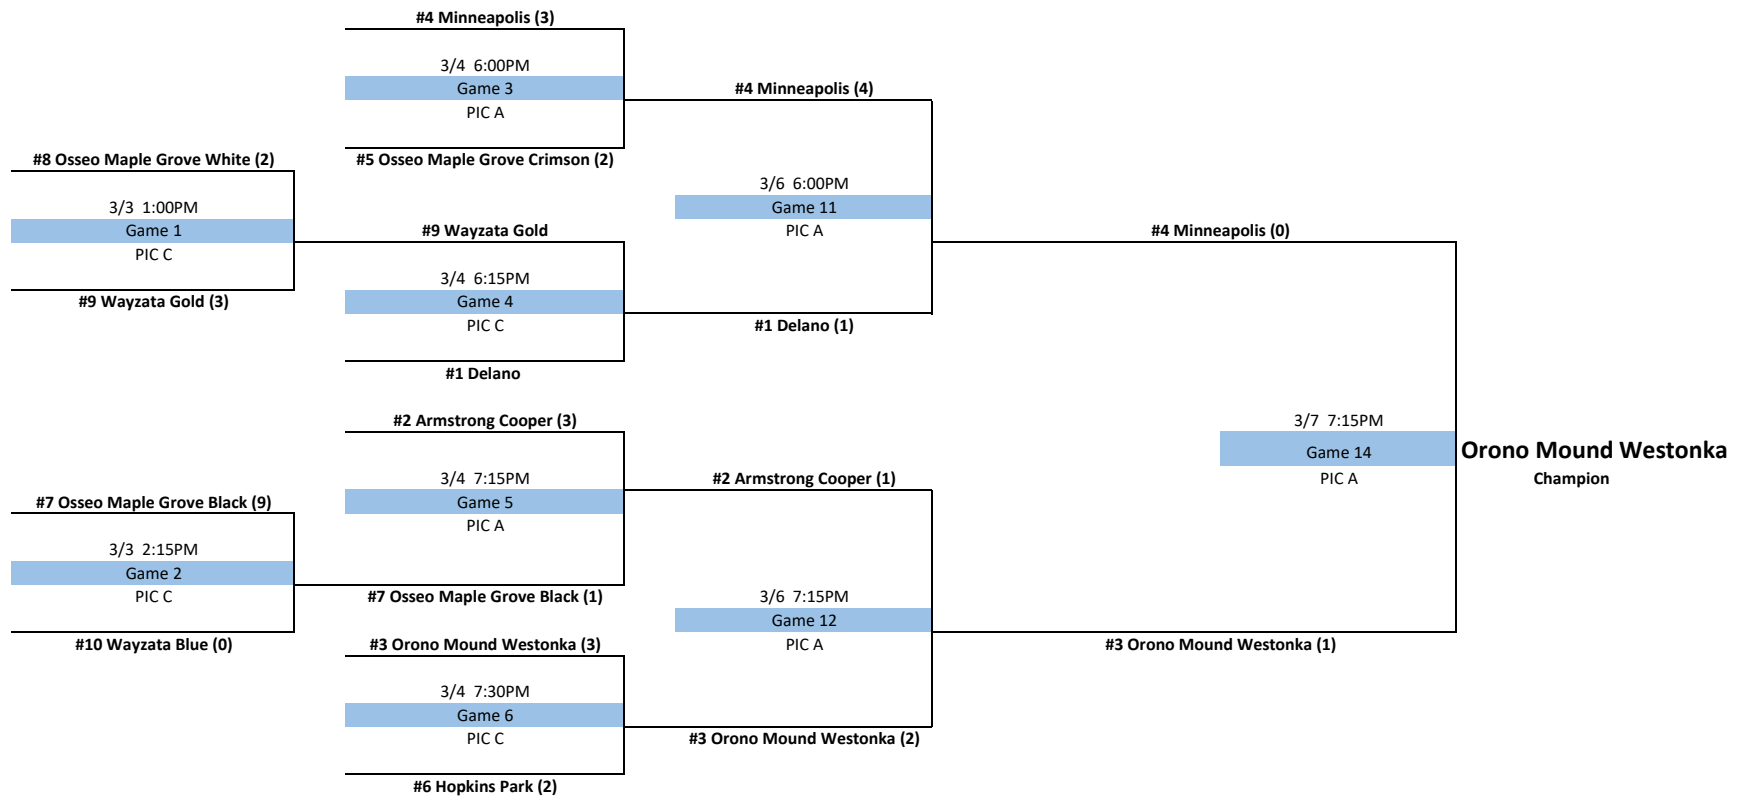 #4 Minneapolis (3)
3/4 6:00PM
Game 3
PIC A
#5 Osseo Maple Grove Crimson (2)
#4 Minneapolis (4)
#8 Osseo Maple Grove White (2)
3/3 1:00PM
Game 1
PIC C
#9 Wayzata Gold (3)
3/6 6:00PM
Game 11
PIC A
#9 Wayzata Gold
3/4 6:15PM
Game 4
PIC C
#1 Delano
#1 Delano (1)
#4 Minneapolis (0)
#2 Armstrong Cooper (3)
3/4 7:15PM
Game 5
PIC A
#7 Osseo Maple Grove Black (1)
#2 Armstrong Cooper (1)
3/7 7:15PM
Game 14
PIC A
Orono Mound Westonka
Champion
#7 Osseo Maple Grove Black (9)
3/3 2:15PM
Game 2
PIC C
#10 Wayzata Blue (0)
3/6 7:15PM
Game 12
PIC A
#3 Orono Mound Westonka (1)
#3 Orono Mound Westonka (3)
3/4 7:30PM
Game 6
PIC C
#6 Hopkins Park (2)
#3 Orono Mound Westonka (2)